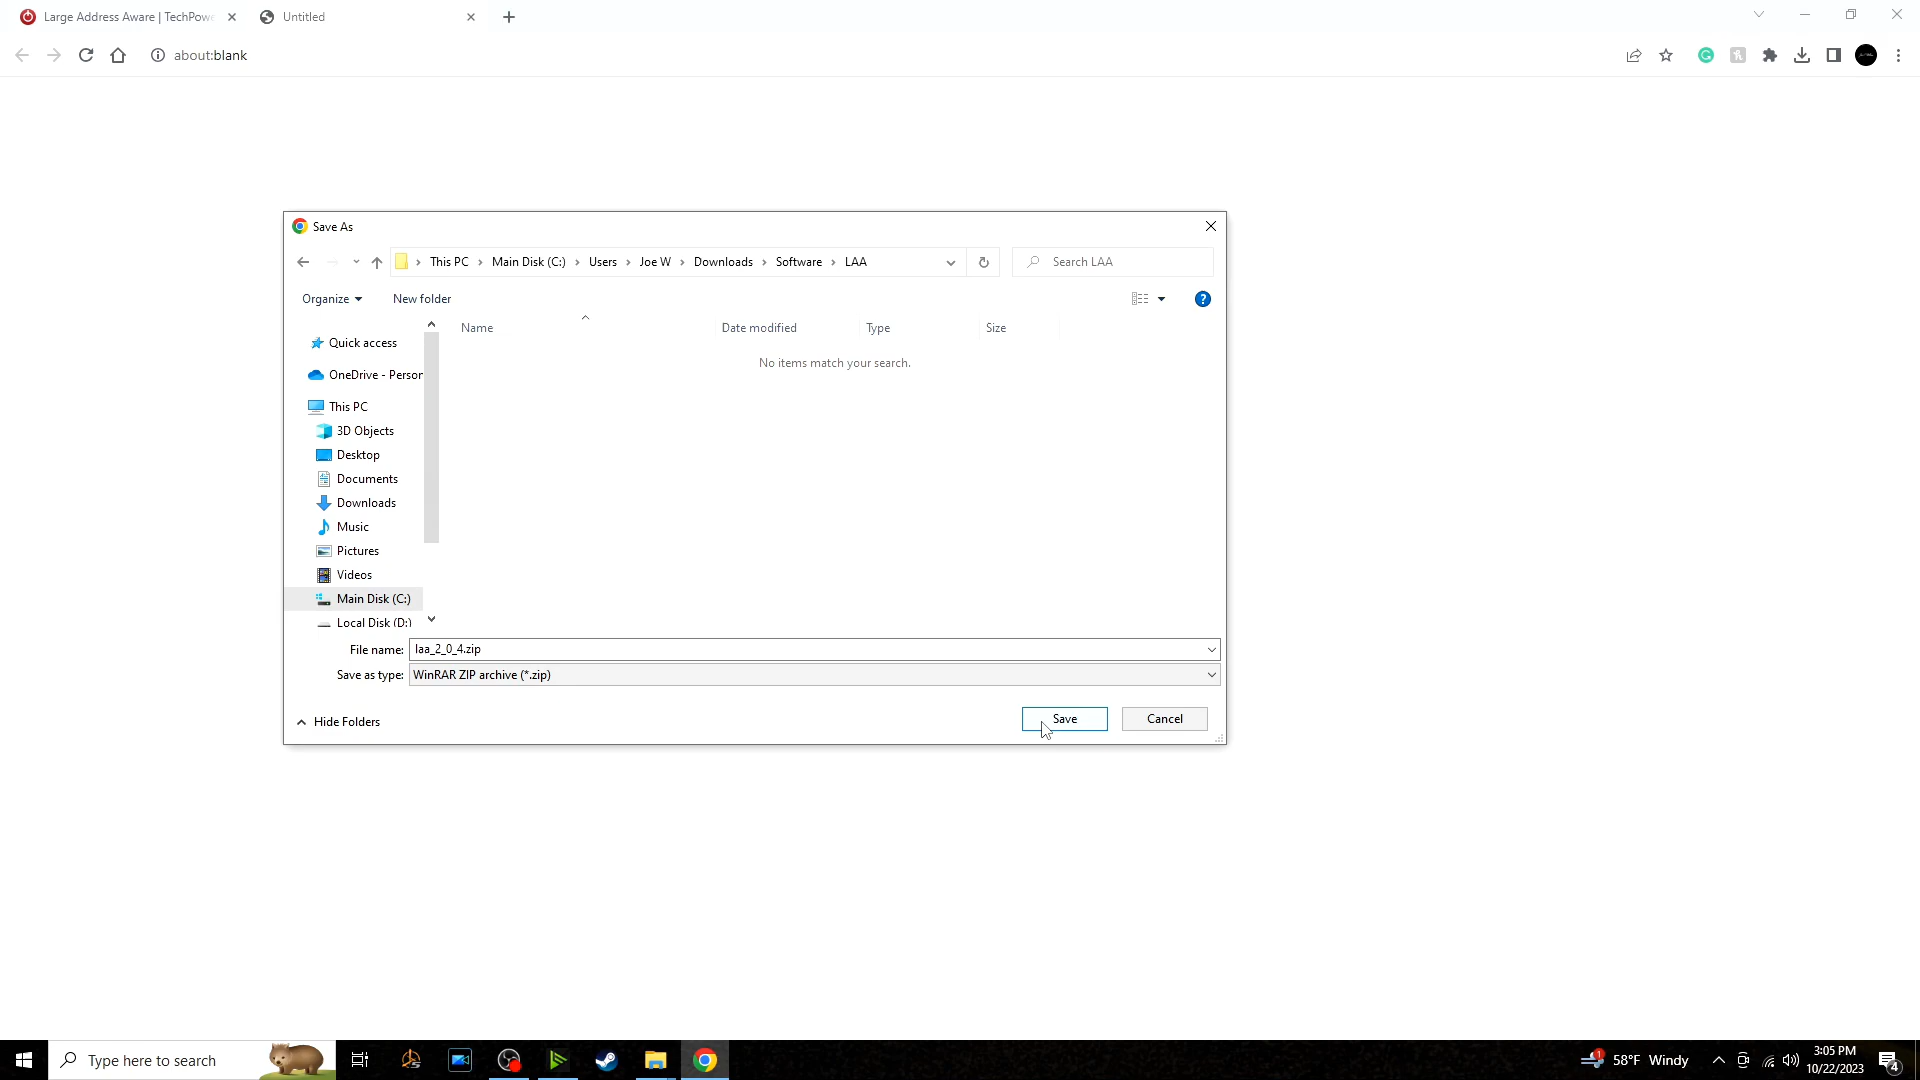 Large Address Aware | TechPow
Untitled
about:blank
Save As
This PC > Main Disk (C:) > Users > Joe W > Downloads > Software > LAA
Search LAA
Organize
New folder
?
Name
Date modified
Type
Size
No items match your search.
Quick access
OneDrive - Person
This PC
3D Objects
Desktop
Documents
Downloads
Music
Pictures
Videos
Main Disk (C:)
Local Disk (D:)
File name: laa_2_0_4.zip
Save as type: WinRAR ZIP archive (*.zip)
Hide Folders
Save
Cancel
Type here to search
1
58°F Windy
3:05 PM
10/22/2023
4